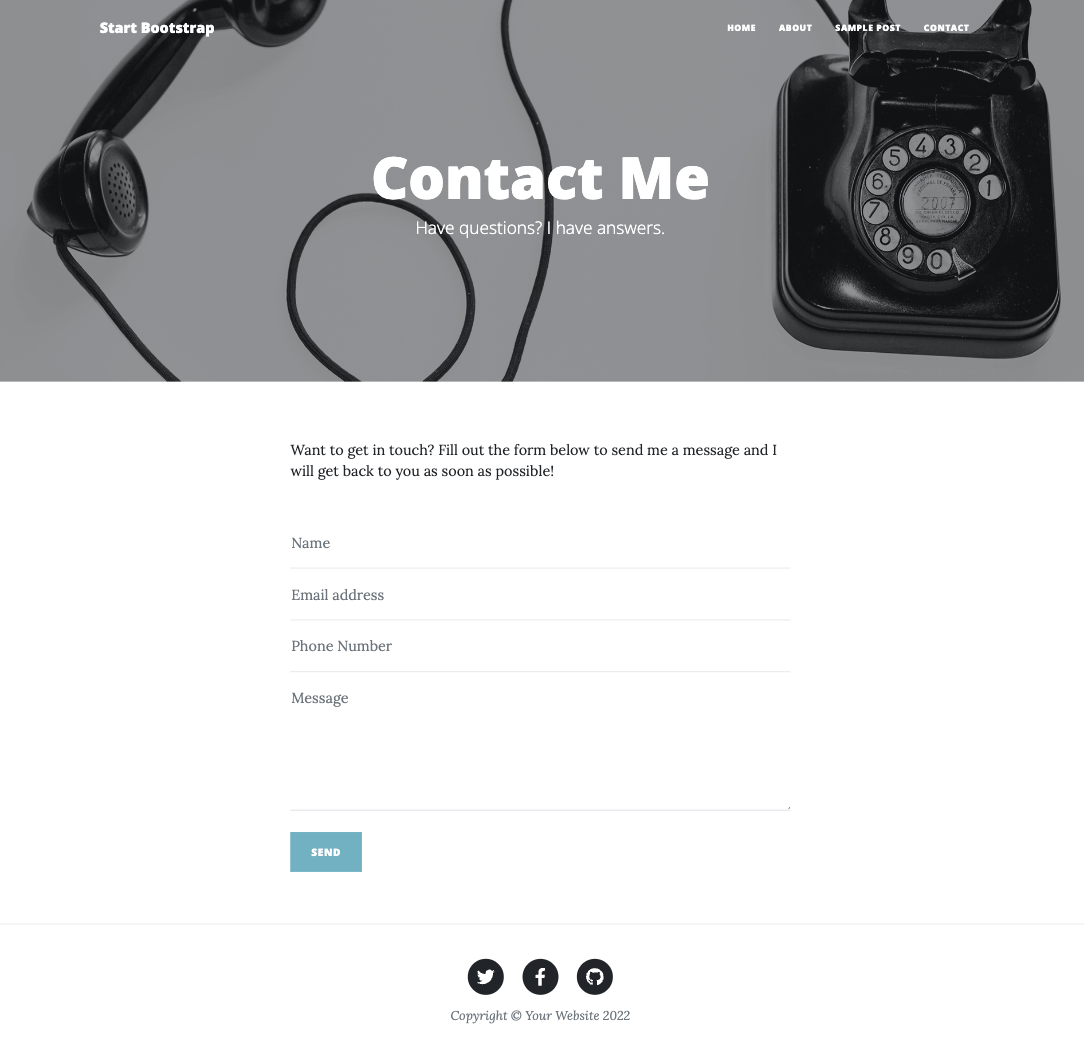 Start Bootstrap
HOME ABOUT SAMPLE POST CONTACT
Contact Me
Have questions? I have answers.
1
2
3
4
5
6
7
8
9
0
2007
Want to get in touch? Fill out the form below to send me a message and I
will get back to you as soon as possible!
Name
Email address
Phone Number
Message
SEND
Copyright © Your Website 2022